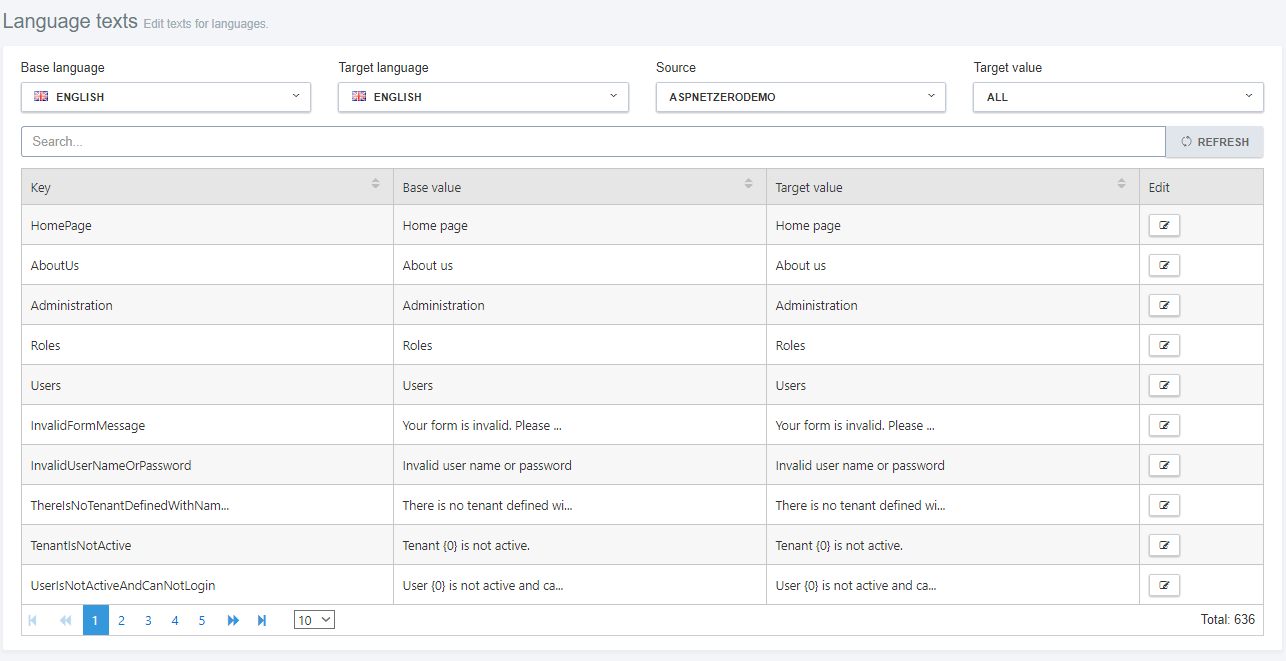 Language texts Edit texts for languages.
Base language Target language Source Target value
ENGLISH ENGLISH ASPNETZERODEMO ALL
Search... REFRESH
Key Base value Target value Edit
HomePage Home page Home page
AboutUs About us About us
Administration Administration Administration
Roles Roles Roles
Users Users Users
InvalidFormMessage Your form is invalid. Please ... Your form is invalid. Please ...
InvalidUserNameOrPassword Invalid user name or password Invalid user name or password
ThereIsNoTenantDefinedWithNam... There is no tenant defined wi... There is no tenant defined wi...
TenantIsNotActive Tenant {0} is not active. Tenant {0} is not active.
UserIsNotActiveAndCanNotLogin User {0} is not active and ca... User {0} is not active and ca...
1 2 3 4 5 10 Total: 636